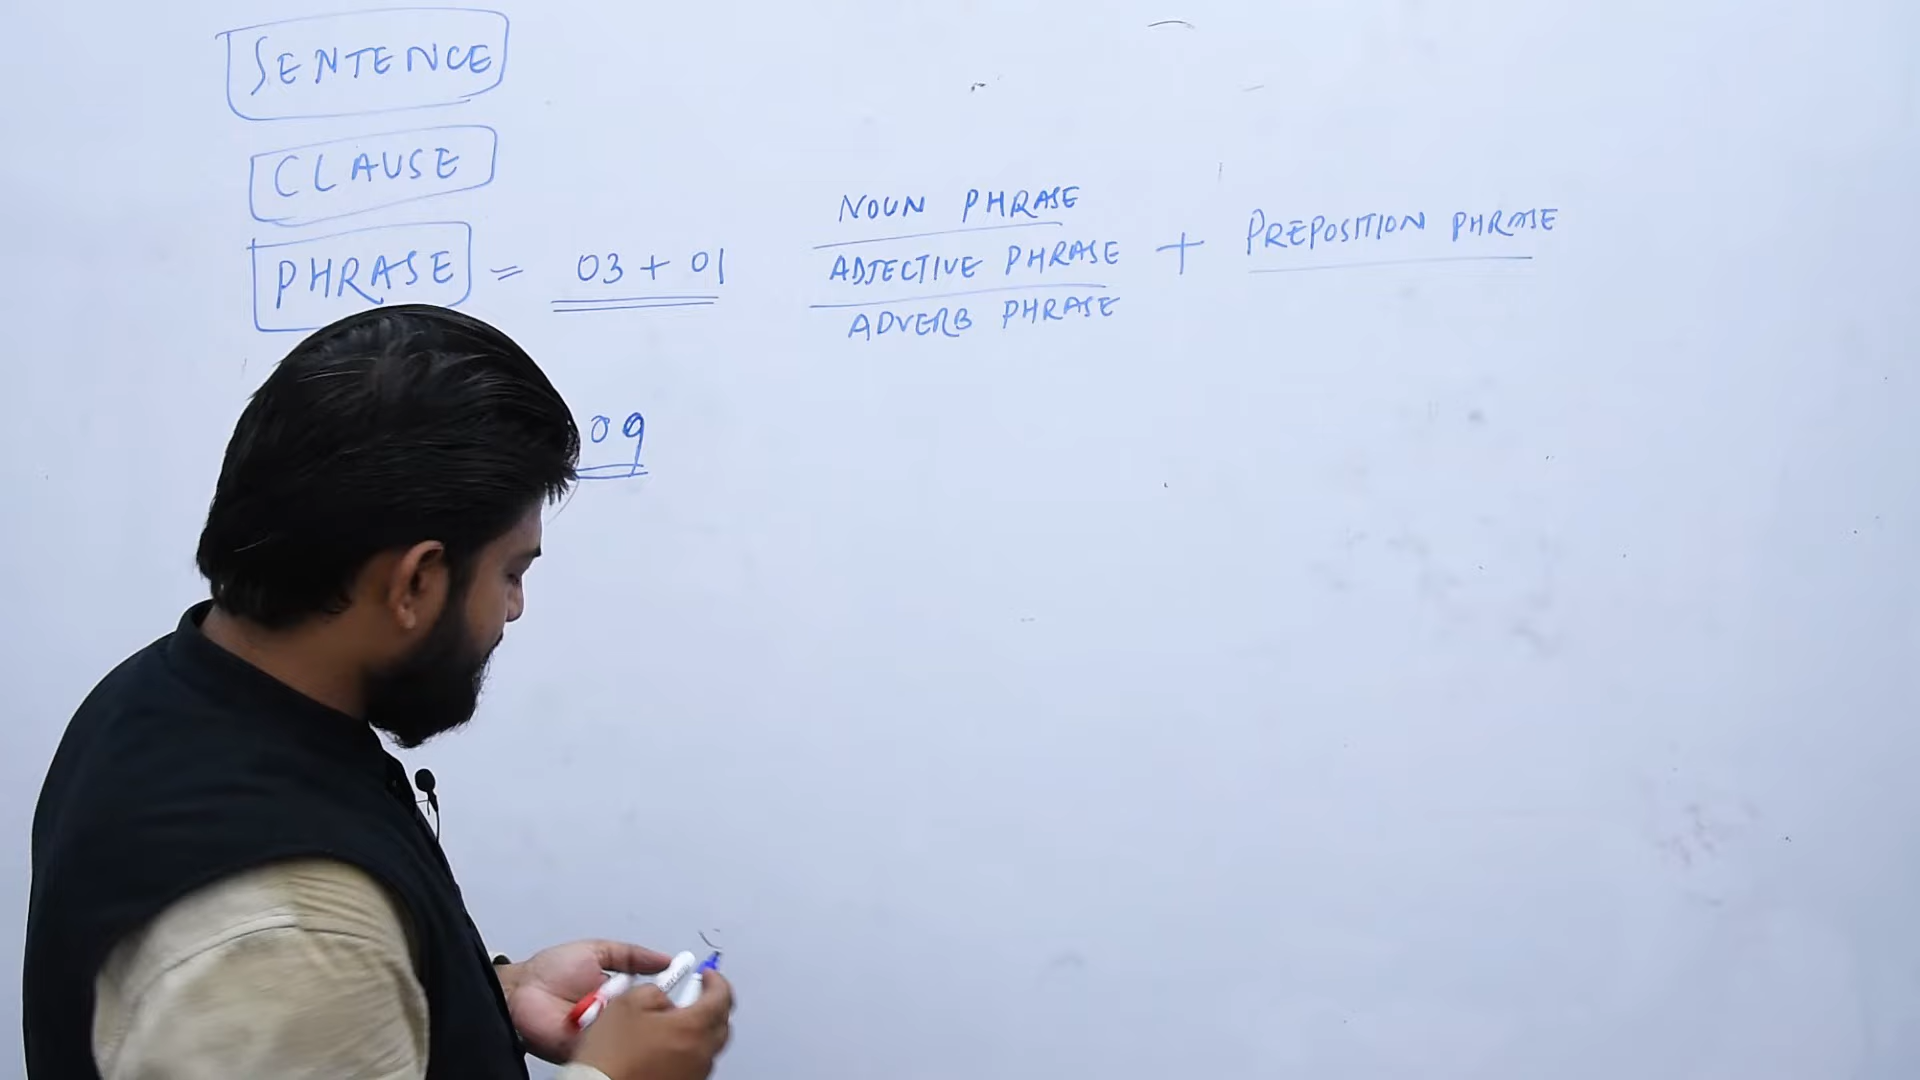 SENTENCE
CLAUSE
PHRASE = 03 + 01
NOUN PHRASE
ADJECTIVE PHRASE + PREPOSITION PHRASE
ADVERB PHRASE
09